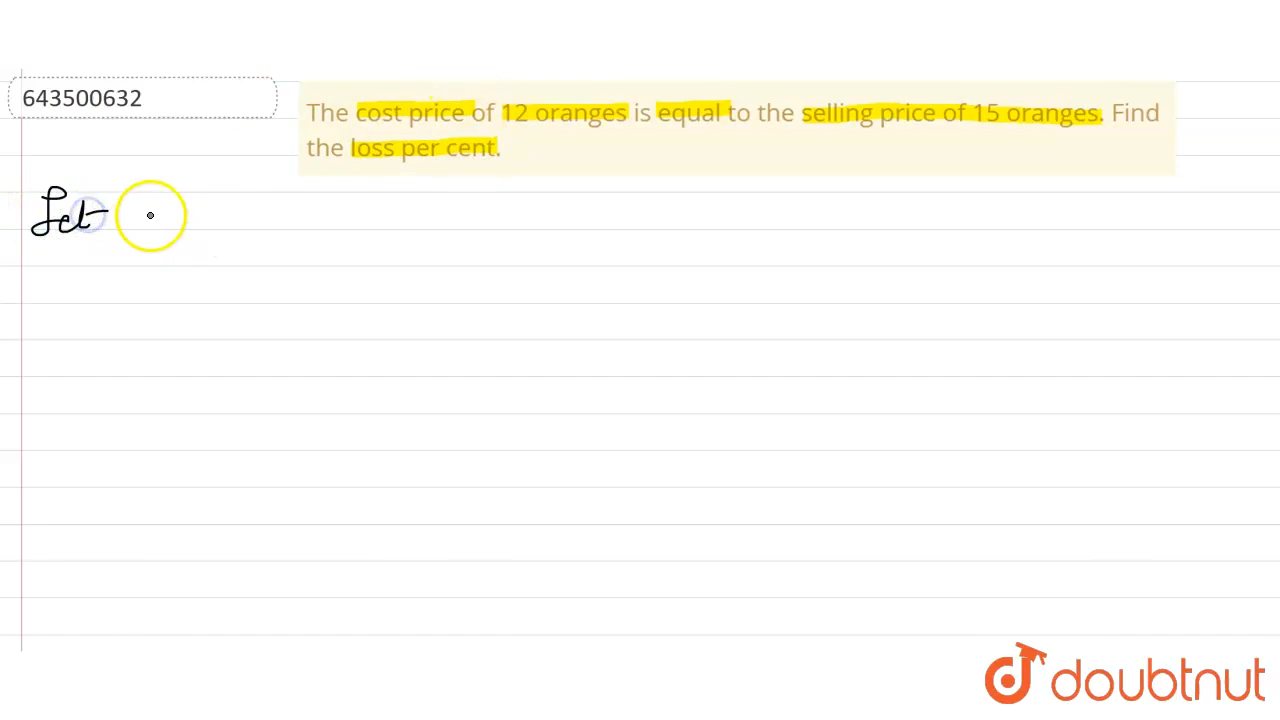 643500632
The cost price of 12 oranges is equal to the selling price of 15 oranges. Find
the loss per cent.
Let
doubtnut